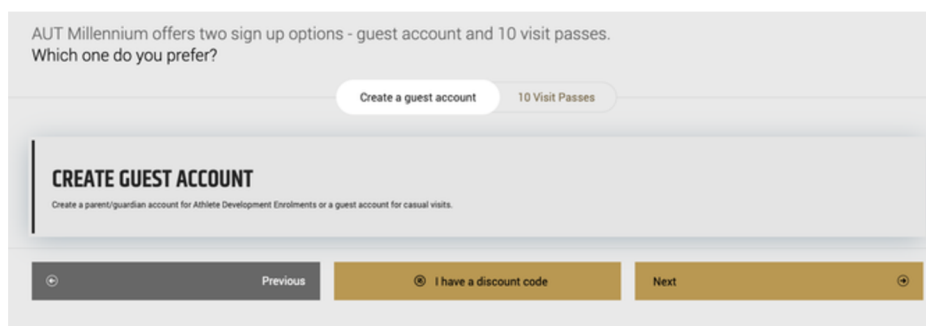 AUT Millennium offers two sign up options - guest account and 10 visit passes.
Which one do you prefer?
Create a guest account
10 Visit Passes
CREATE GUEST ACCOUNT
Create a parent/guardian account for Athlete Development Enrolments or a guest account for casual visits.
Previous
I have a discount code
Next